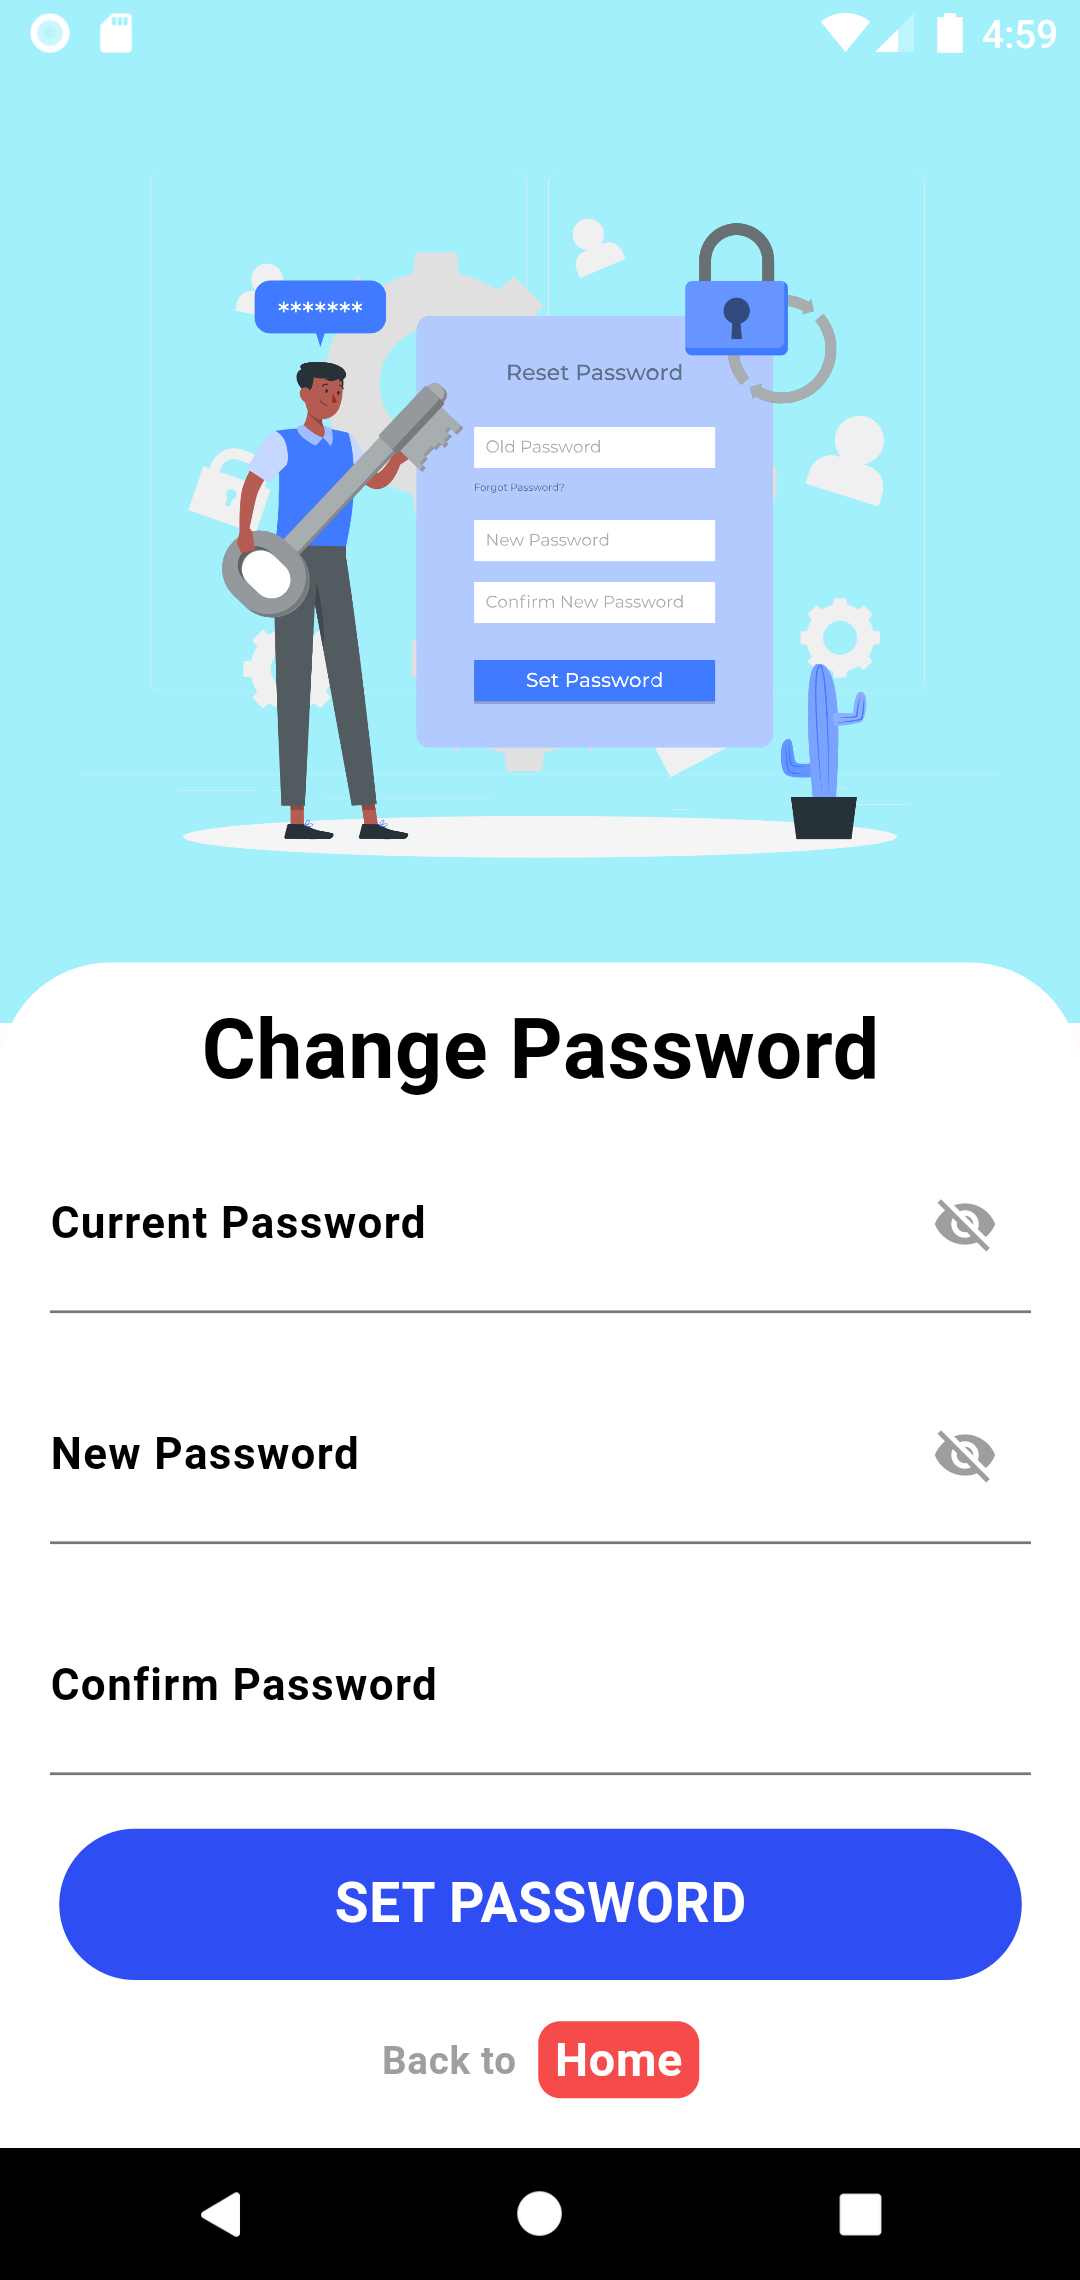 4:59
*******
Reset Password
Old Password
Forgot Password?
New Password
Confirm New Password
Set Password
Change Password
Current Password
New Password
Confirm Password
SET PASSWORD
Back to Home